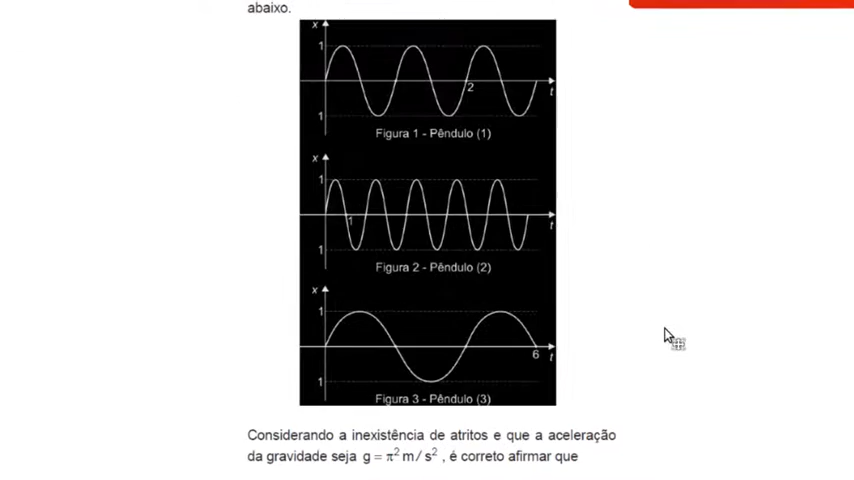 abaixo.
x
1
2
t
1
Figura 1 - Pêndulo (1)
x
1
1
t
1
Figura 2 - Pêndulo (2)
x
1
6
t
1
Figura 3 - Pêndulo (3)
Considerando a inexistência de atritos e que a aceleração
da gravidade seja g = π² m/ s² , é correto afirmar que